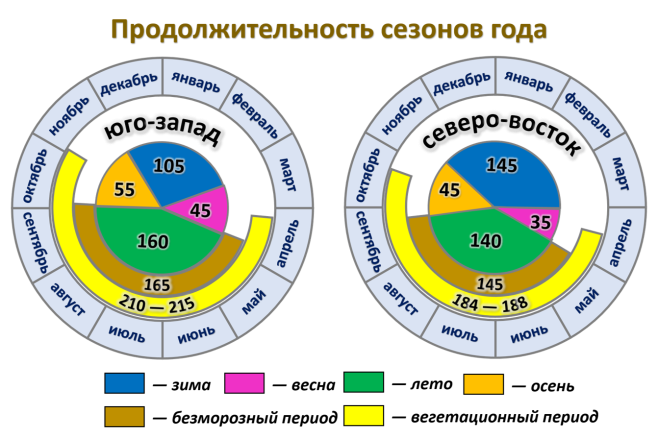 Продолжительность сезонов года
январь
февраль
март
апрель
май
июнь
июль
август
сентябрь
октябрь
ноябрь
декабрь
юго-запад
105
55
45
160
165
210 — 215
январь
февраль
март
апрель
май
июнь
июль
август
сентябрь
октябрь
ноябрь
декабрь
северо-восток
145
45
35
140
145
184 — 188
— зима
— весна
— лето
— осень
— безморозный период
— вегетационный период